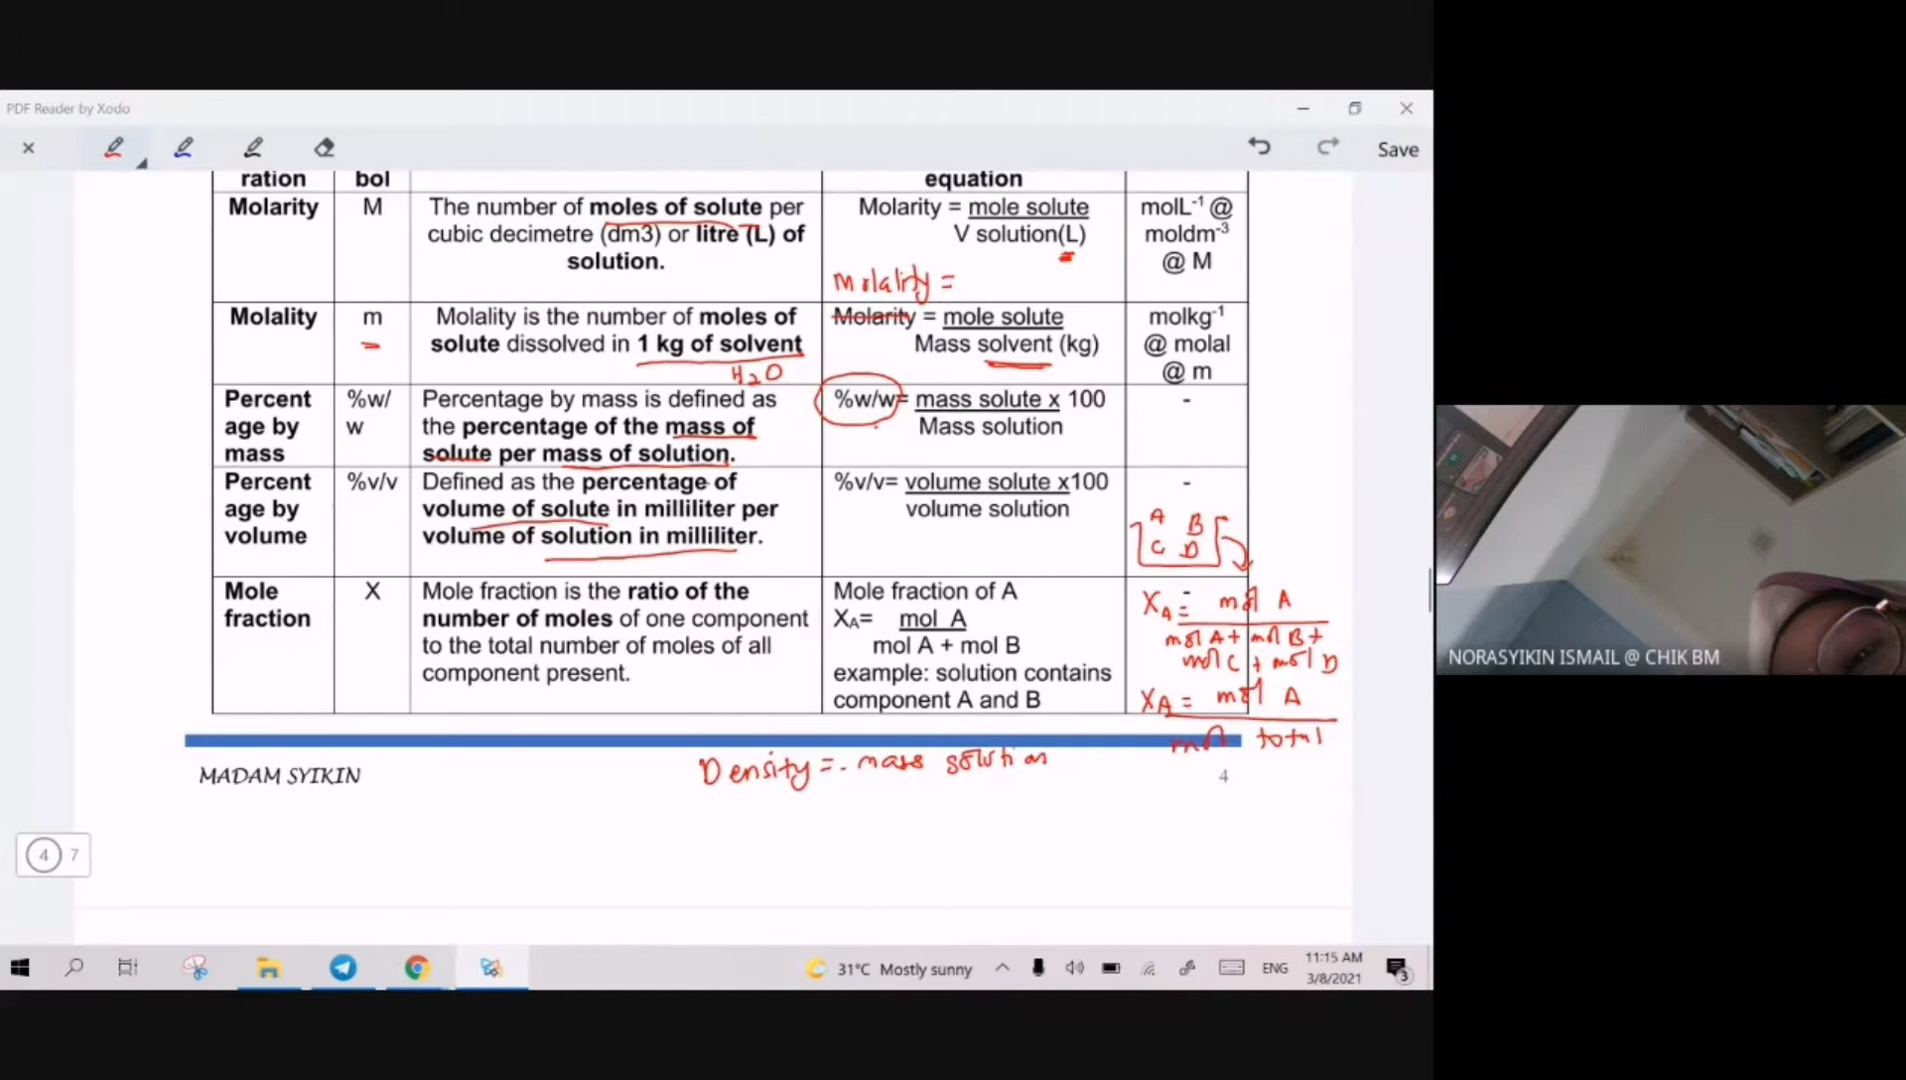 PDF Reader by Xodo
Save
ration bol equation
Molarity M The number of moles of solute per Molarity = mole solute molL-1 @
cubic decimetre (dm3) or litre (L) of V solution(L) moldm-3
solution. @ M
Molality =
Molality m Molality is the number of moles of Molarity = mole solute molkg-1
solute dissolved in 1 kg of solvent Mass solvent (kg) @ molal
H2O @ m
Percent %w/ Percentage by mass is defined as %w/w= mass solute x 100 -
age by w the percentage of the mass of Mass solution
mass solute per mass of solution.
Percent %v/v Defined as the percentage of %v/v= volume solute x100 -
age by volume of solute in milliliter per volume solution A B
volume volume of solution in milliliter. C D
Mole X Mole fraction is the ratio of the Mole fraction of A -
fraction number of moles of one component XA= mol A XA = mol A
to the total number of moles of all mol A + mol B mol A + mol B +
component present. example: solution contains mol C + mol D
component A and B XA = mol A
mol total
Density = mass solution
MADAM SYIKIN 4
4 7
NORASYIKIN ISMAIL @ CHIK BM
31°C Mostly sunny ENG 11:15 AM
3/8/2021 3